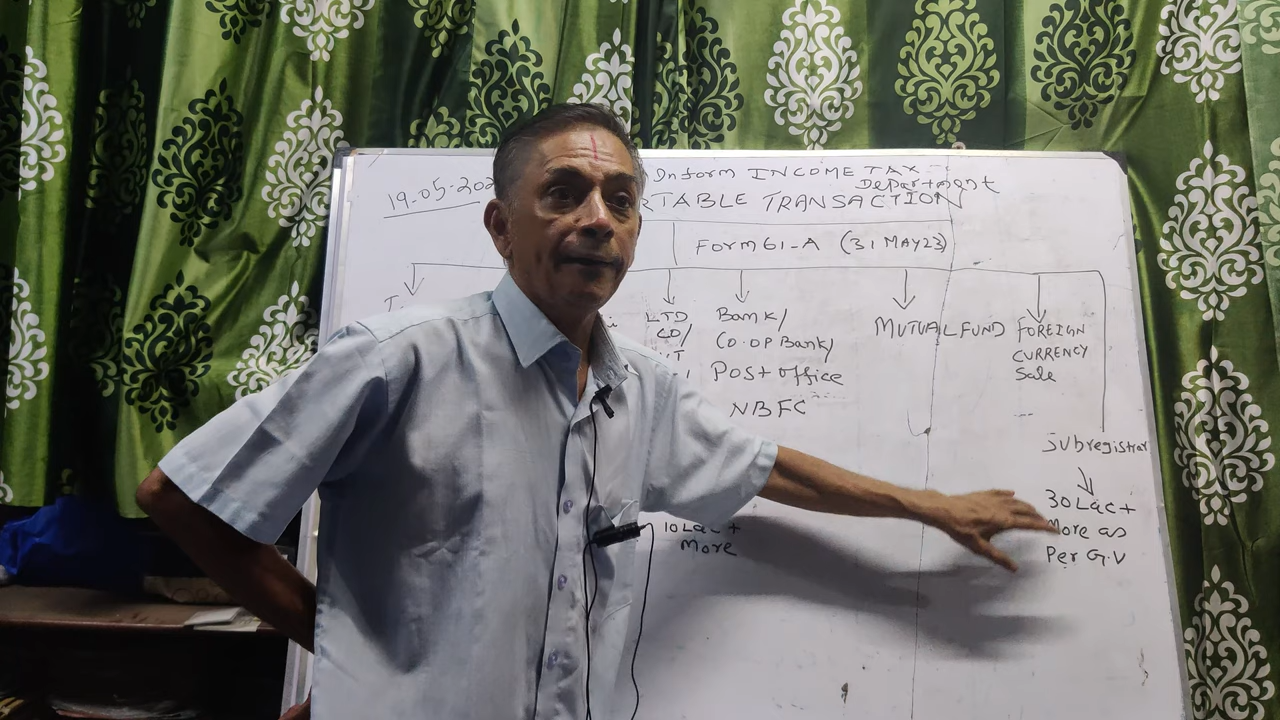 19-05-202
Inform INCOME TAX
Department
RTABLE TRANSACTION
Form 61-A (31 MAY23)
LTD
CD/
Bank/
CO.OP Bank/
Post office
NBFC
MUTUAL FUND
FOREIGN
CURRENCY
Sale
Subregistrar
30 Lac +
More as
Per G.V
10 Lac +
More